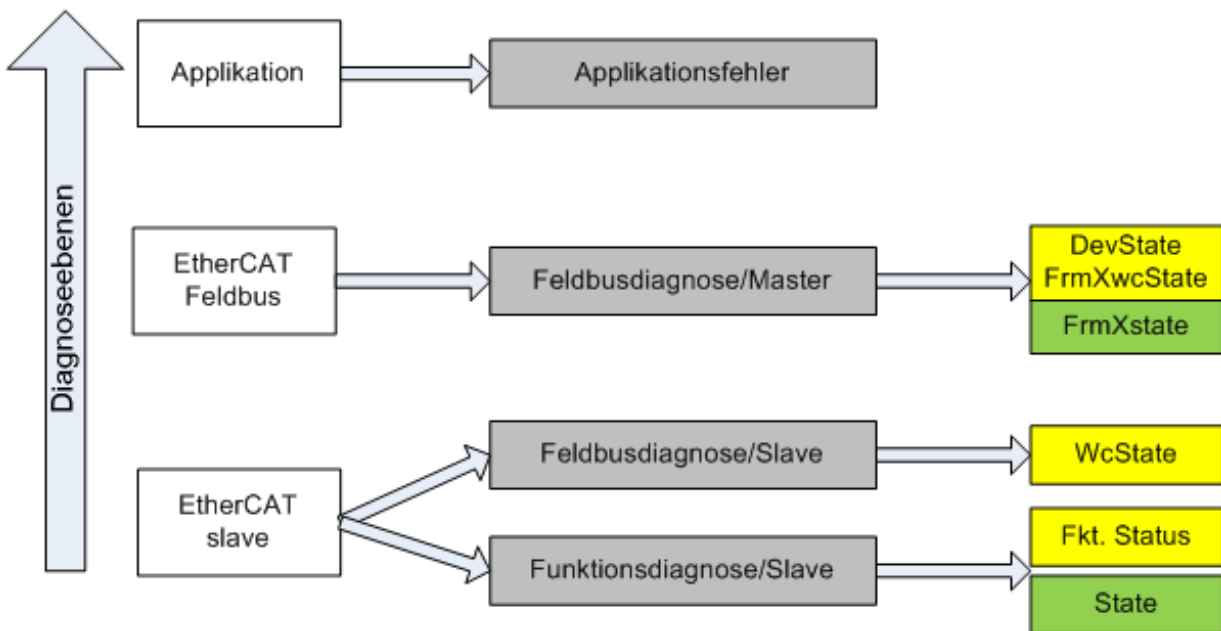 Diagnoseebenen
Applikation
Applikationsfehler
EtherCAT
Feldbus
Feldbusdiagnose/Master
DevState
FrmXwcState
FrmXstate
EtherCAT
slave
Feldbusdiagnose/Slave
WcState
Funktionsdiagnose/Slave
Fkt. Status
State